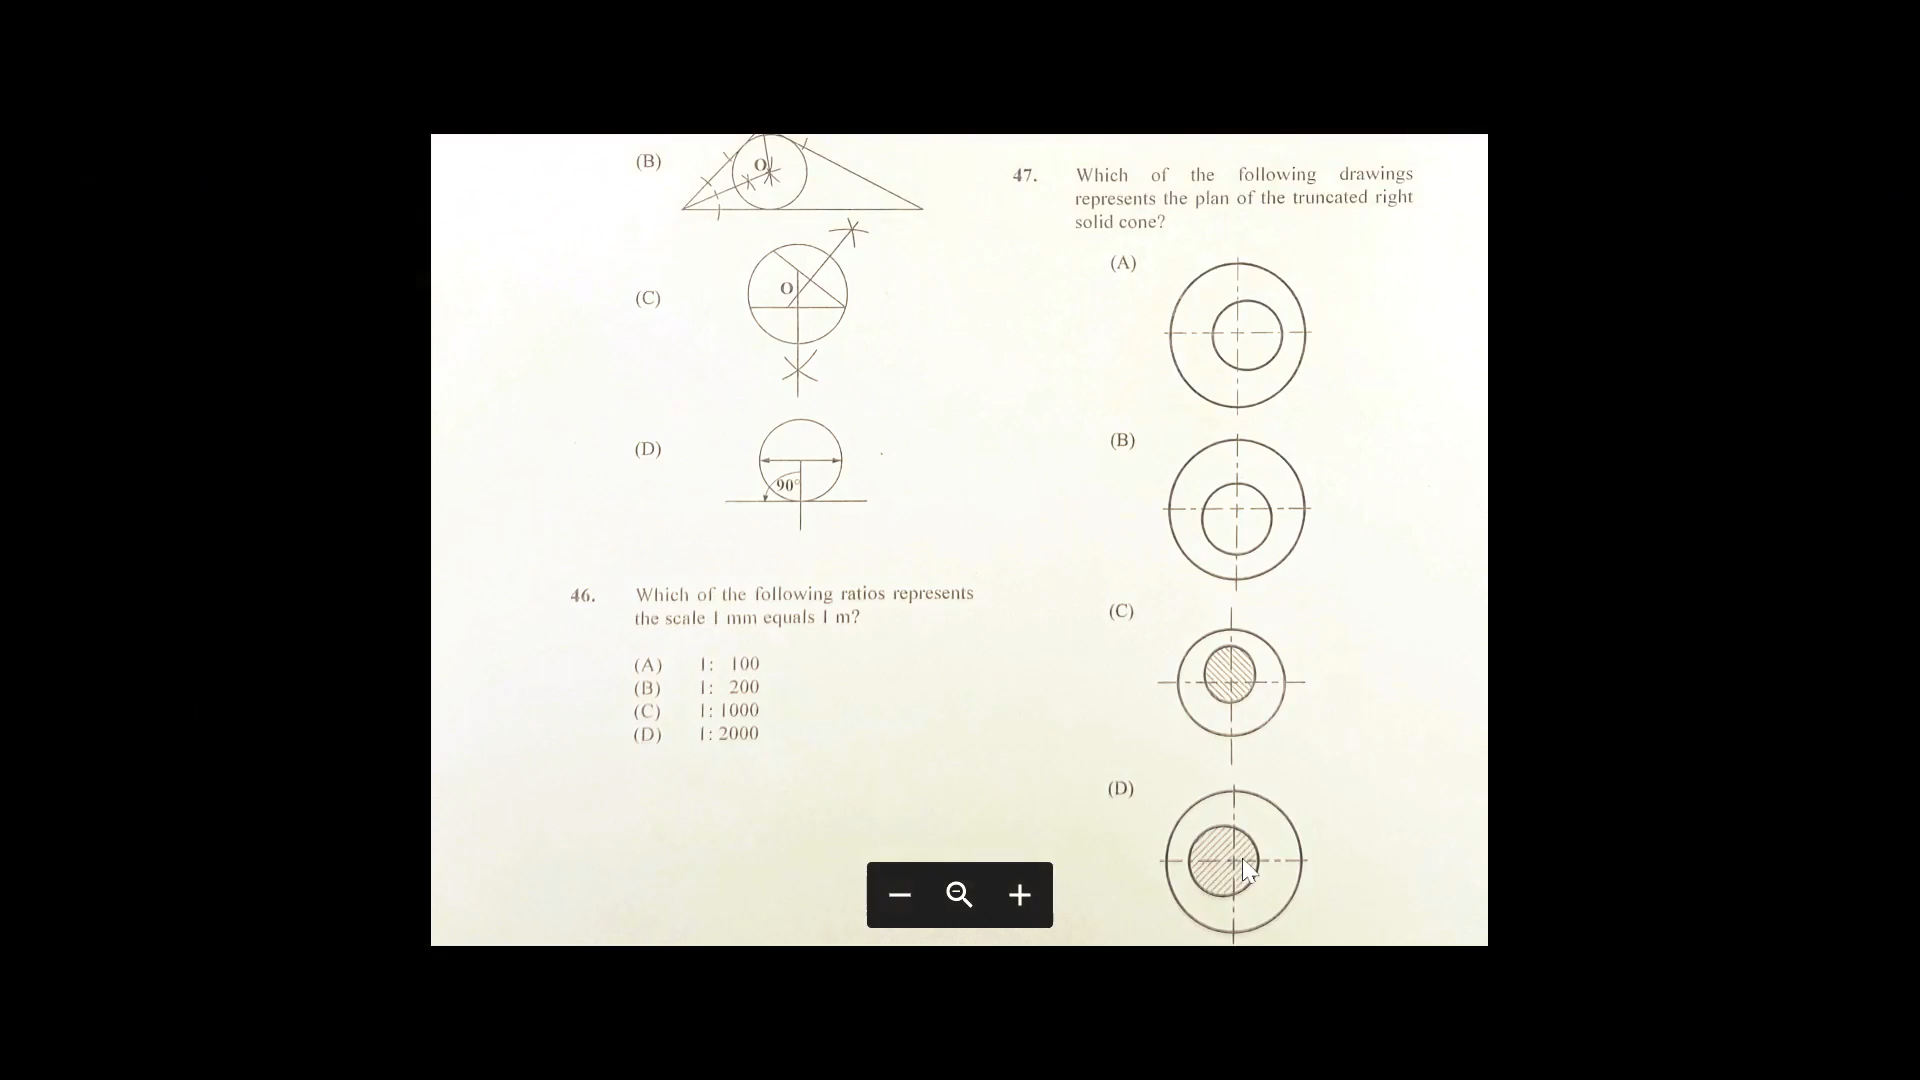 (B)
O
(C)
O
(D)
90°
46. Which of the following ratios represents
the scale 1 mm equals 1 m?
(A) 1: 100
(B) 1: 200
(C) 1: 1000
(D) 1: 2000
47. Which of the following drawings
represents the plan of the truncated right
solid cone?
(A)
(B)
(C)
(D)